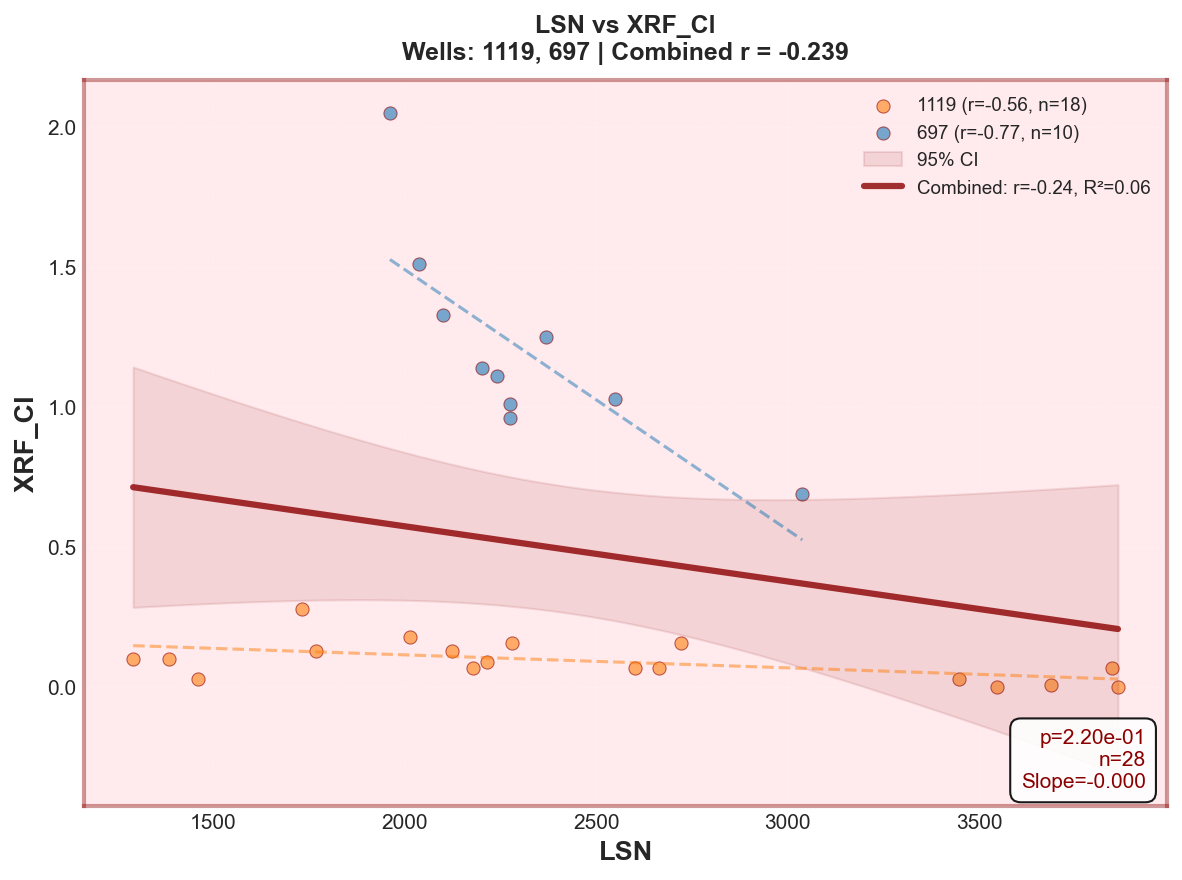 LSN vs XRF_Cl
Wells: 1119, 697 | Combined r = -0.239
1119 (r=-0.56, n=18)
697 (r=-0.77, n=10)
95% CI
Combined: r=-0.24, R²=0.06
XRF_Cl
2.0
1.5
1.0
0.5
0.0
p=2.20e-01
n=28
Slope=-0.000
1500
2000
2500
3000
3500
LSN